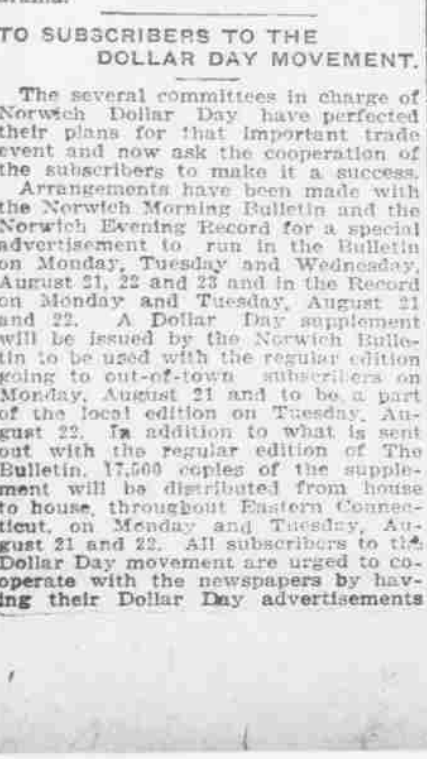 TO SUBSCRIBERS TO THE
DOLLAR DAY MOVEMENT.
The several committees in charge of
Norwich Dollar Day have perfected
their plans for that important trade
event and now ask the cooperation of
the subscribers to make it a success.
Arrangements have been made with
the Norwich Morning Bulletin and the
Norwich Evening Record for a special
advertisement to run in the Bulletin
on Monday, Tuesday and Wednesday,
August 21, 22 and 23 and in the Record
on Monday and Tuesday, August 21
and 22. A Dollar Day supplement
will be issued by the Norwich Bulle-
tin to be used with the regular edition
going to out-of-town subscribers on
Monday, August 21 and to be a part
of the local edition on Tuesday, Au-
gust 22. In addition to what is sent
out with the regular edition of The
Bulletin, 17,500 copies of the supple-
ment will be distributed from house
to house, throughout Eastern Connec-
ticut, on Monday and Tuesday, Au-
gust 21 and 22. All subscribers to the
Dollar Day movement are urged to co-
operate with the newspapers by hav-
ing their Dollar Day advertisements